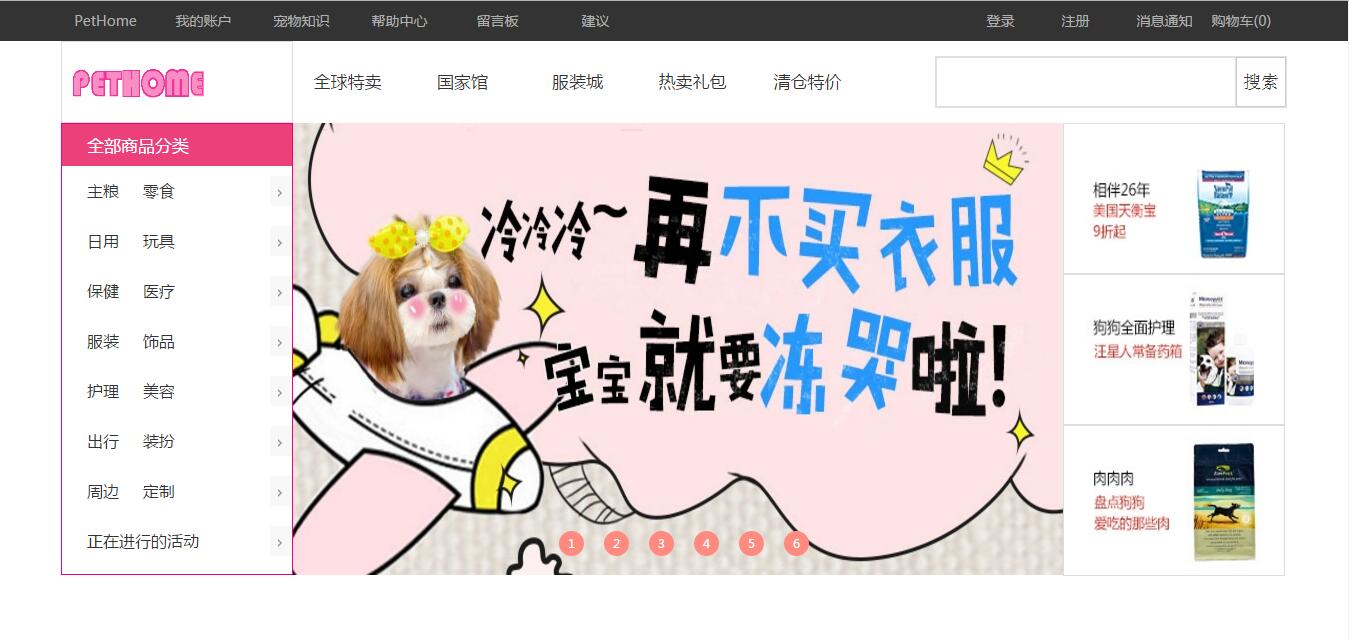 PetHome 我的账户 宠物知识 帮助中心 留言板 建议 登录 注册 消息通知 购物车(0)
PETHOME 全球特卖 国家馆 服装城 热卖礼包 清仓特价 搜索
全部商品分类
主粮 零食 ›
日用 玩具 ›
保健 医疗 ›
服装 饰品 ›
护理 美容 ›
出行 装扮 ›
周边 定制 ›
正在进行的活动 ›
冷冷冷~再不买衣服
宝宝就要冻哭啦!
1 2 3 4 5 6
相伴26年
美国天衡宝
9折起
狗狗全面护理
汪星人常备药箱
肉肉肉
盘点狗狗
爱吃的那些肉